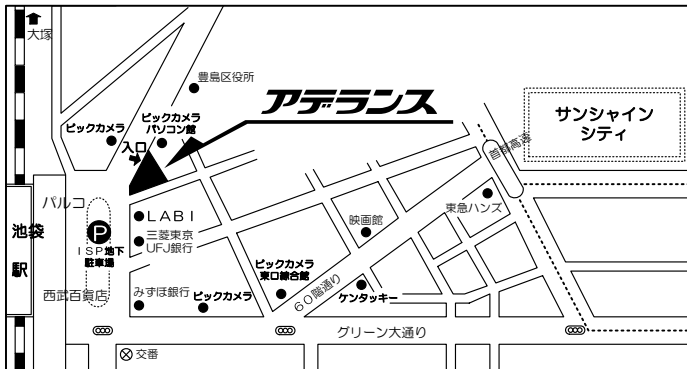 大塚
豊島区役所
アデランス
サンシャイン
シティ
ビックカメラ
ビックカメラ
パソコン館
入口
首都高速
パルコ
LABI
東急ハンズ
池袋
駅
P
ISP地下
駐車場
三菱東京
UFJ銀行
映画館
ビックカメラ
東口綜合館
60階通り
ケンタッキー
西武百貨店
みずほ銀行
ビックカメラ
グリーン大通り
交番